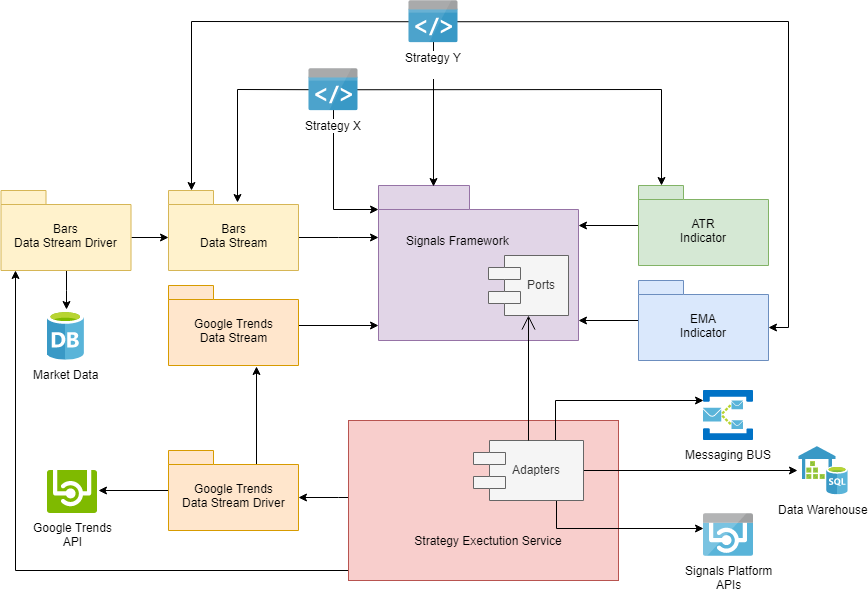 </>
Strategy Y
</>
Strategy X
Bars
Data Stream Driver
Bars
Data Stream
Signals Framework
Ports
ATR
Indicator
EMA
Indicator
Google Trends
Data Stream
DB
Market Data
Messaging BUS
Adapters
SQL
Data Warehouse
Google Trends
Data Stream Driver
Google Trends
API
Strategy Exectution Service
Signals Platform
APIs